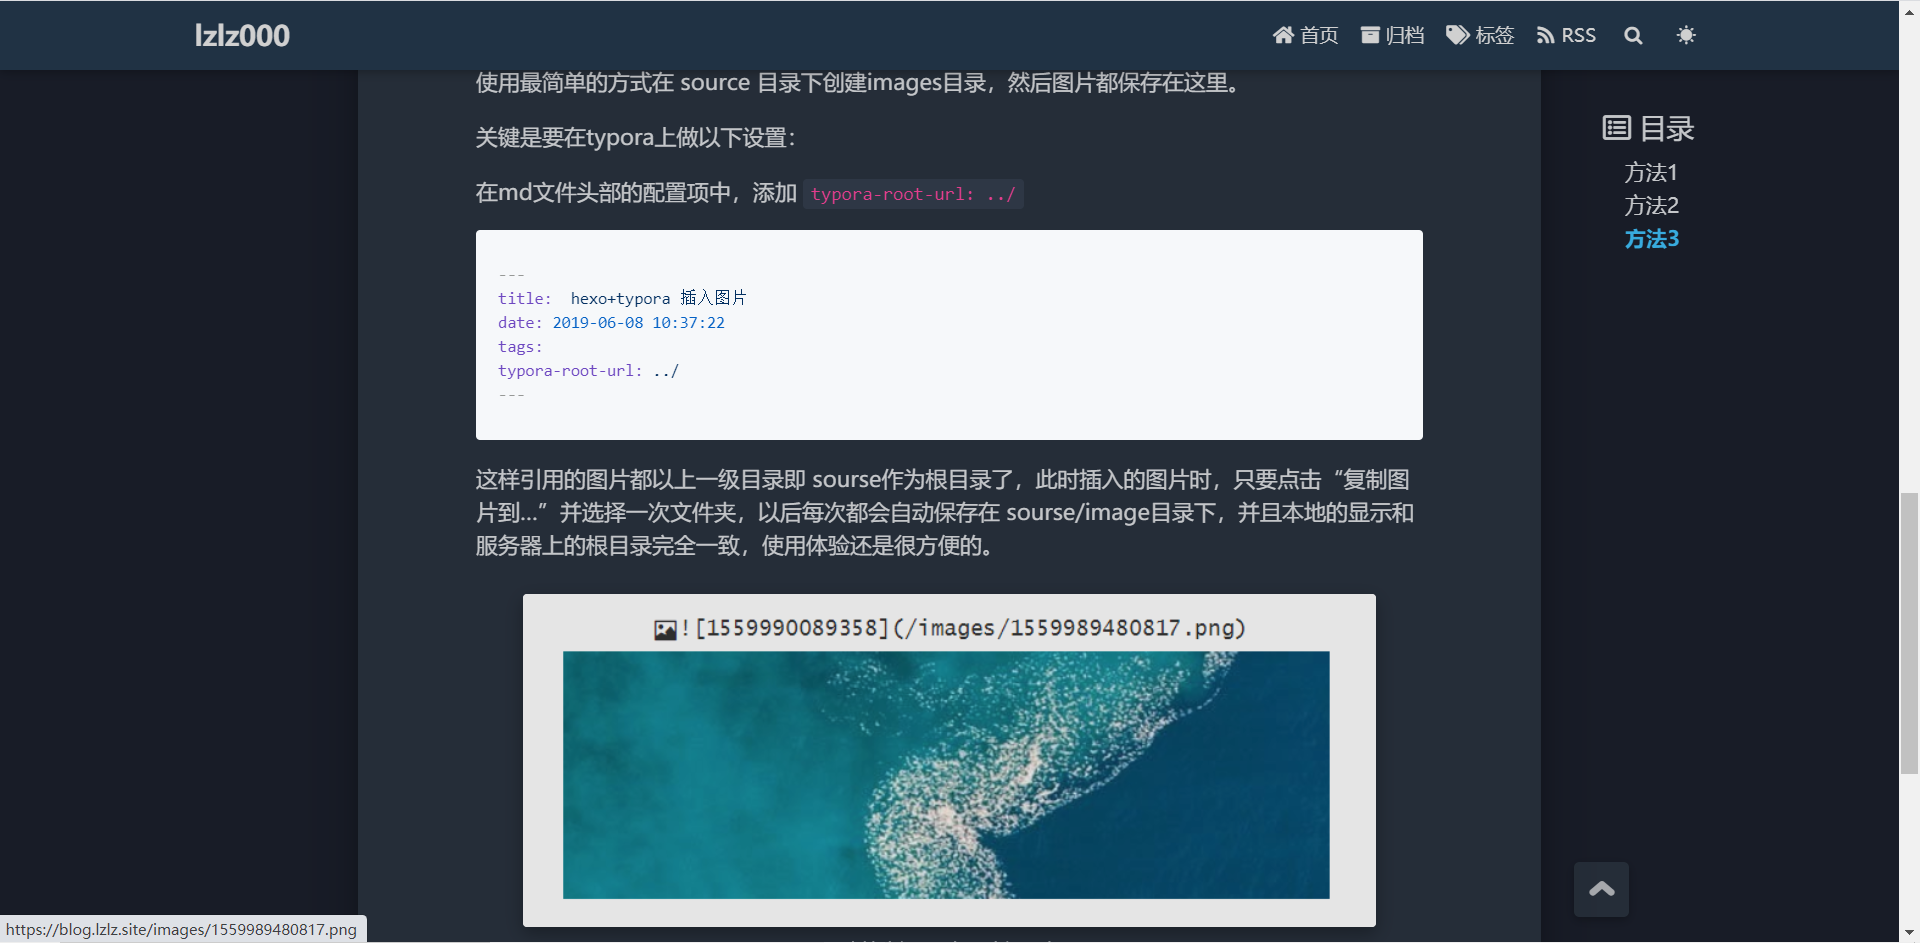 lzlz000
首页 归档 标签 RSS
使用最简单的方式在 source 目录下创建images目录，然后图片都保存在这里。
关键是要在typora上做以下设置：
在md文件头部的配置项中，添加 typora-root-url: ../
---
title:  hexo+typora 插入图片
date: 2019-06-08 10:37:22
tags:
typora-root-url: ../
---
这样引用的图片都以上一级目录即 sourse作为根目录了，此时插入的图片时，只要点击“复制图
片到...”并选择一次文件夹，以后每次都会自动保存在 sourse/image目录下，并且本地的显示和
服务器上的根目录完全一致，使用体验还是很方便的。
![1559990089358](/images/1559989480817.png)
目录
方法1
方法2
方法3
https://blog.lzlz.site/images/1559989480817.png